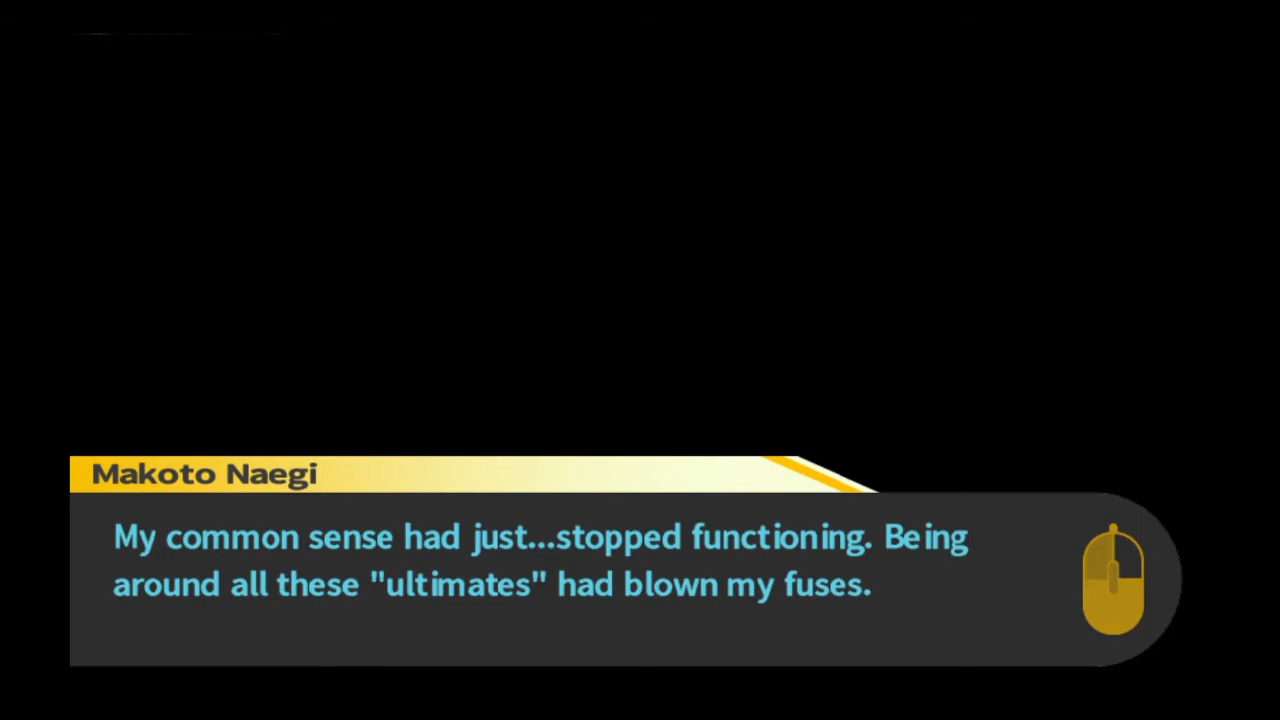 Makoto Naegi
My common sense had just...stopped functioning. Being
around all these "ultimates" had blown my fuses.